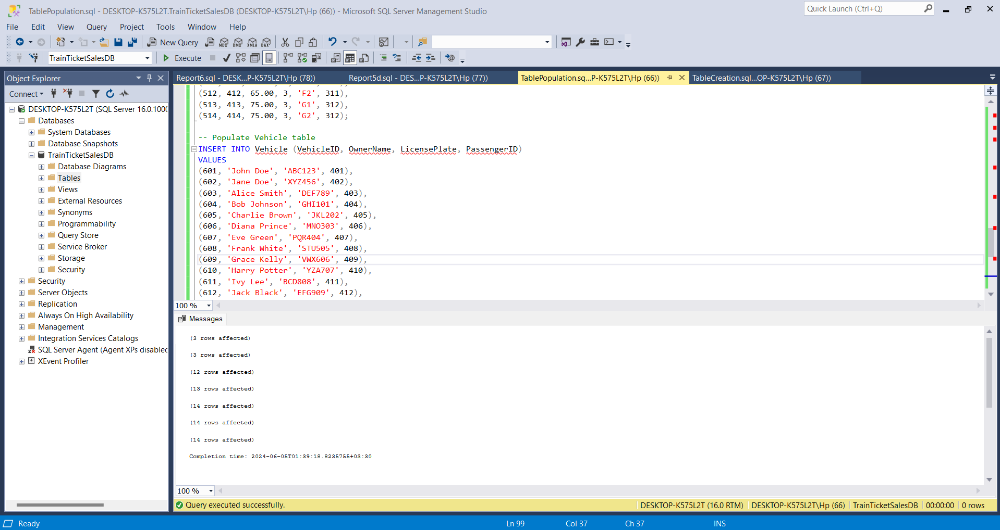 TablePopulation.sql - DESKTOP-K575L2T.TrainTicketSalesDB (DESKTOP-K575L2T\Hp (66)) - Microsoft SQL Server Management Studio
Quick Launch (Ctrl+Q)
File Edit View Query Project Tools Window Help
New Query MDX DMX XMLA DAX
TrainTicketSalesDB Execute
Object Explorer
Connect
DESKTOP-K575L2T (SQL Server 16.0.1000
Databases
System Databases
Database Snapshots
TrainTicketSalesDB
Database Diagrams
Tables
Views
External Resources
Synonyms
Programmability
Query Store
Service Broker
Storage
Security
Security
Server Objects
Replication
Always On High Availability
Management
Integration Services Catalogs
SQL Server Agent (Agent XPs disabled
XEvent Profiler
Report6.sql - DESK...P-K575L2T\Hp (78)) Report5d.sql - DES...P-K575L2T\Hp (77)) TablePopulation.sq...P-K575L2T\Hp (66)) TableCreation.sql...OP-K575L2T\Hp (67))
(512, 412, 65.00, 3, 'F2', 311),
(513, 413, 75.00, 3, 'G1', 312),
(514, 414, 75.00, 3, 'G2', 312);
-- Populate Vehicle table
INSERT INTO Vehicle (VehicleID, OwnerName, LicensePlate, PassengerID)
VALUES
(601, 'John Doe', 'ABC123', 401),
(602, 'Jane Doe', 'XYZ456', 402),
(603, 'Alice Smith', 'DEF789', 403),
(604, 'Bob Johnson', 'GHI101', 404),
(605, 'Charlie Brown', 'JKL202', 405),
(606, 'Diana Prince', 'MNO303', 406),
(607, 'Eve Green', 'PQR404', 407),
(608, 'Frank White', 'STU505', 408),
(609, 'Grace Kelly', 'VWX606', 409),
(610, 'Harry Potter', 'YZA707', 410),
(611, 'Ivy Lee', 'BCD808', 411),
(612, 'Jack Black', 'EFG909', 412),
100 %
Messages
(3 rows affected)
(3 rows affected)
(12 rows affected)
(13 rows affected)
(14 rows affected)
(14 rows affected)
(14 rows affected)
Completion time: 2024-06-05T01:39:18.8235755+03:30
100 %
Query executed successfully. DESKTOP-K575L2T (16.0 RTM) DESKTOP-K575L2T\Hp (66) TrainTicketSalesDB 00:00:00 0 rows
Ready Ln 99 Col 37 Ch 37 INS